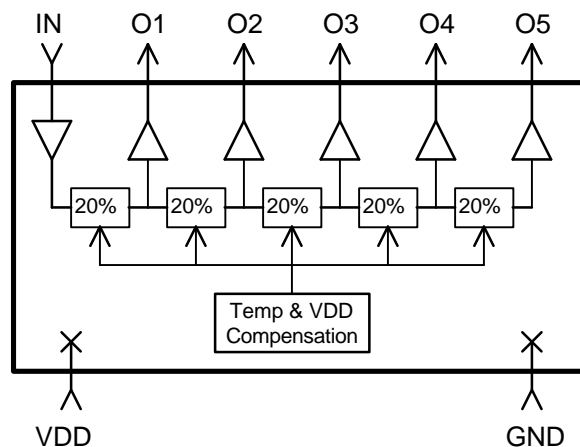 IN O1 O2 O3 O4 O5
20% 20% 20% 20% 20%
Temp & VDD
Compensation
VDD GND